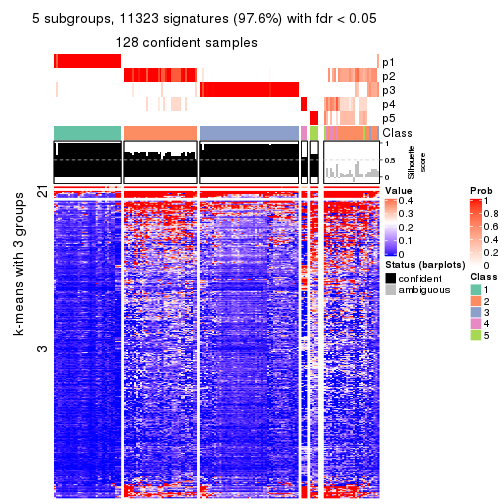 5 subgroups, 11323 signatures (97.6%) with fdr < 0.05
128 confident samples
p1
p2
p3
p4
p5
Class
1
0.5
0
Silhouette
score
k-means with 3 groups
21
3
Value
0.4
0.3
0.2
0.1
0
Status (barplots)
confident
ambiguous
Prob
1
0.8
0.6
0.4
0.2
0
Class
1
2
3
4
5